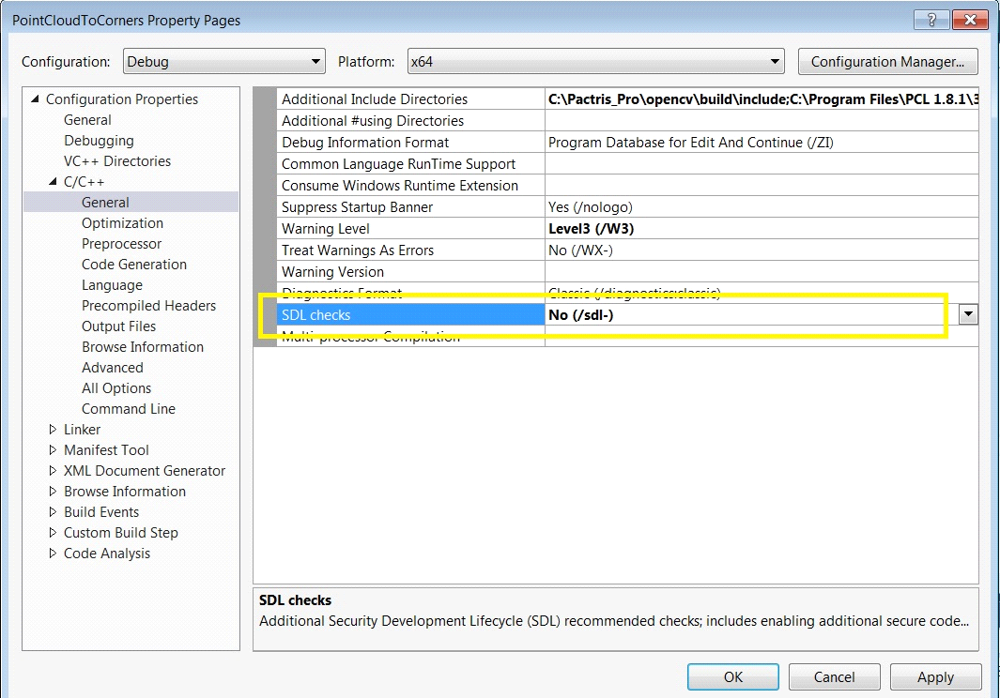 PointCloudToCorners Property Pages
Configuration: Debug Platform: x64 Configuration Manager...
Configuration Properties
General
Debugging
VC++ Directories
C/C++
General
Optimization
Preprocessor
Code Generation
Language
Precompiled Headers
Output Files
Browse Information
Advanced
All Options
Command Line
Linker
Manifest Tool
XML Document Generator
Browse Information
Build Events
Custom Build Step
Code Analysis
Additional Include Directories C:\Pactris_Pro\opencv\build\include;C:\Program Files\PCL 1.8.1\3
Additional #using Directories
Debug Information Format Program Database for Edit And Continue (/ZI)
Common Language RunTime Support
Consume Windows Runtime Extension
Suppress Startup Banner Yes (/nologo)
Warning Level Level3 (/W3)
Treat Warnings As Errors No (/WX-)
Warning Version
Diagnostics Format Classic (/diagnostics:classic)
SDL checks No (/sdl-)
Multi-processor Compilation
SDL checks
Additional Security Development Lifecycle (SDL) recommended checks; includes enabling additional secure code...
OK Cancel Apply